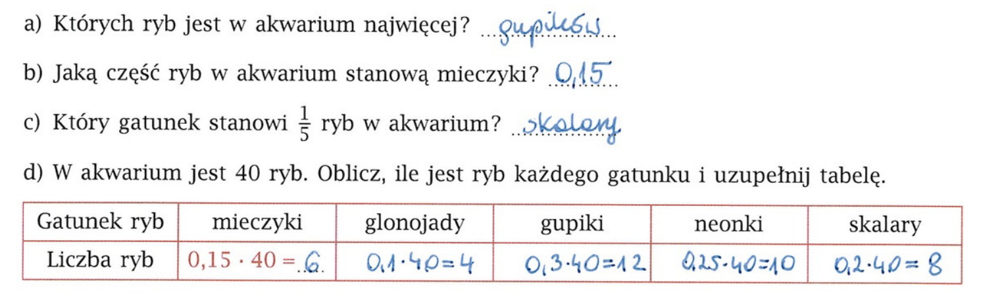 a) Których ryb jest w akwarium najwięcej? gupików
b) Jaką część ryb w akwarium stanową mieczyki? 0,15
c) Który gatunek stanowi 1/5 ryb w akwarium? skalary
d) W akwarium jest 40 ryb. Oblicz, ile jest ryb każdego gatunku i uzupełnij tabelę.
Gatunek ryb mieczyki glonojady gupiki neonki skalary
Liczba ryb 0,15 · 40 = 6 0,1·40=4 0,3·40=12 0,25·40=10 0,2·40=8